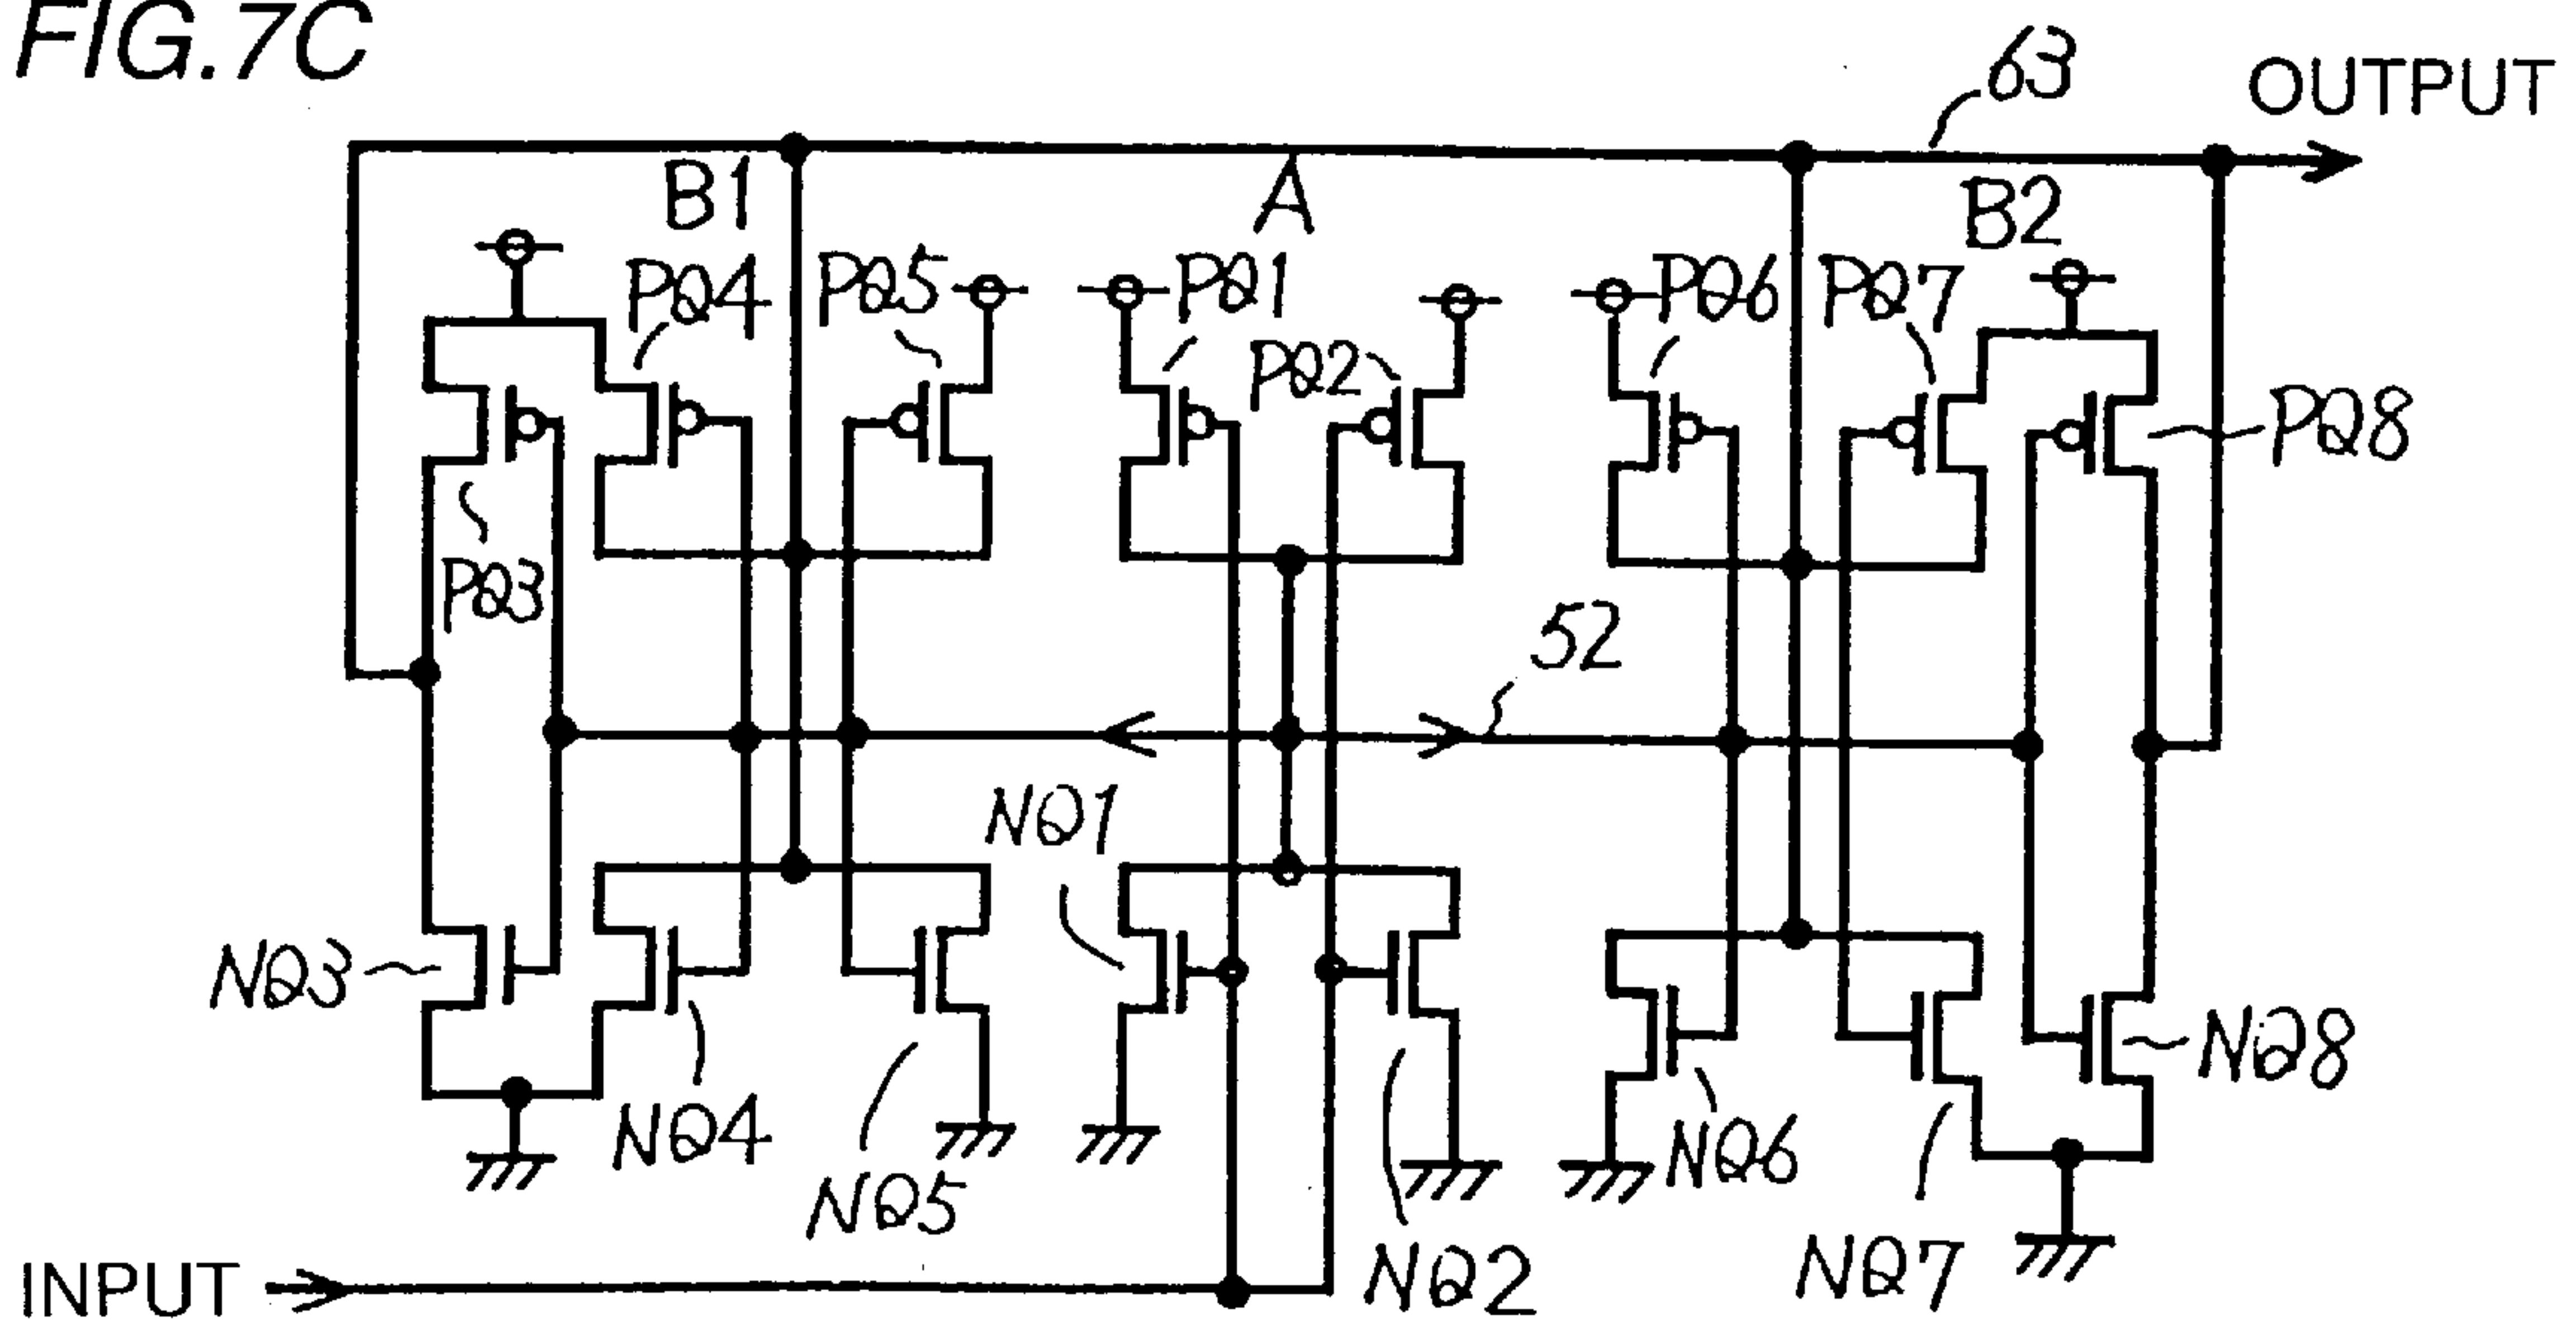 FIG.7C
63
OUTPUT
B1
A
B2
PQ4
PQ5
PQ1
PQ2
PQ6
PQ7
PQ8
PQ3
52
NQ1
NQ3
NQ4
NQ5
NQ2
NQ6
NQ7
NQ8
INPUT